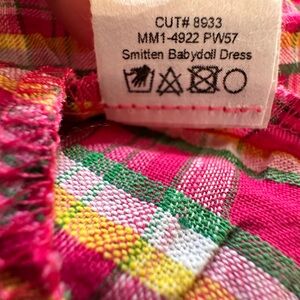 CUT# 8933
MM1-4922 PW57
Smitten Babydoll Dress